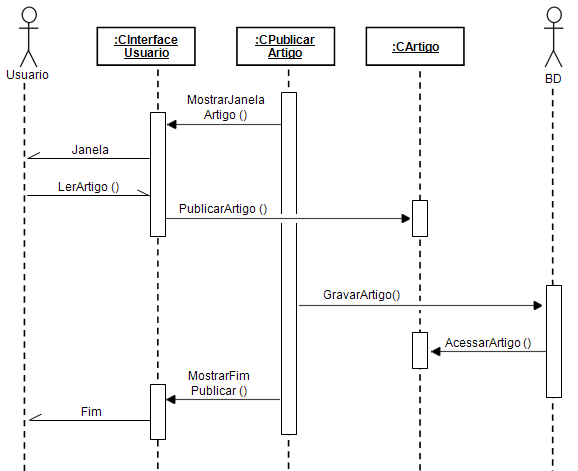 :CInterface
Usuario
:CPublicar
Artigo
:CArtigo
Usuario
BD
MostrarJanela
Artigo ()
Janela
LerArtigo ()
PublicarArtigo ()
GravarArtigo()
AcessarArtigo ()
MostrarFim
Publicar ()
Fim